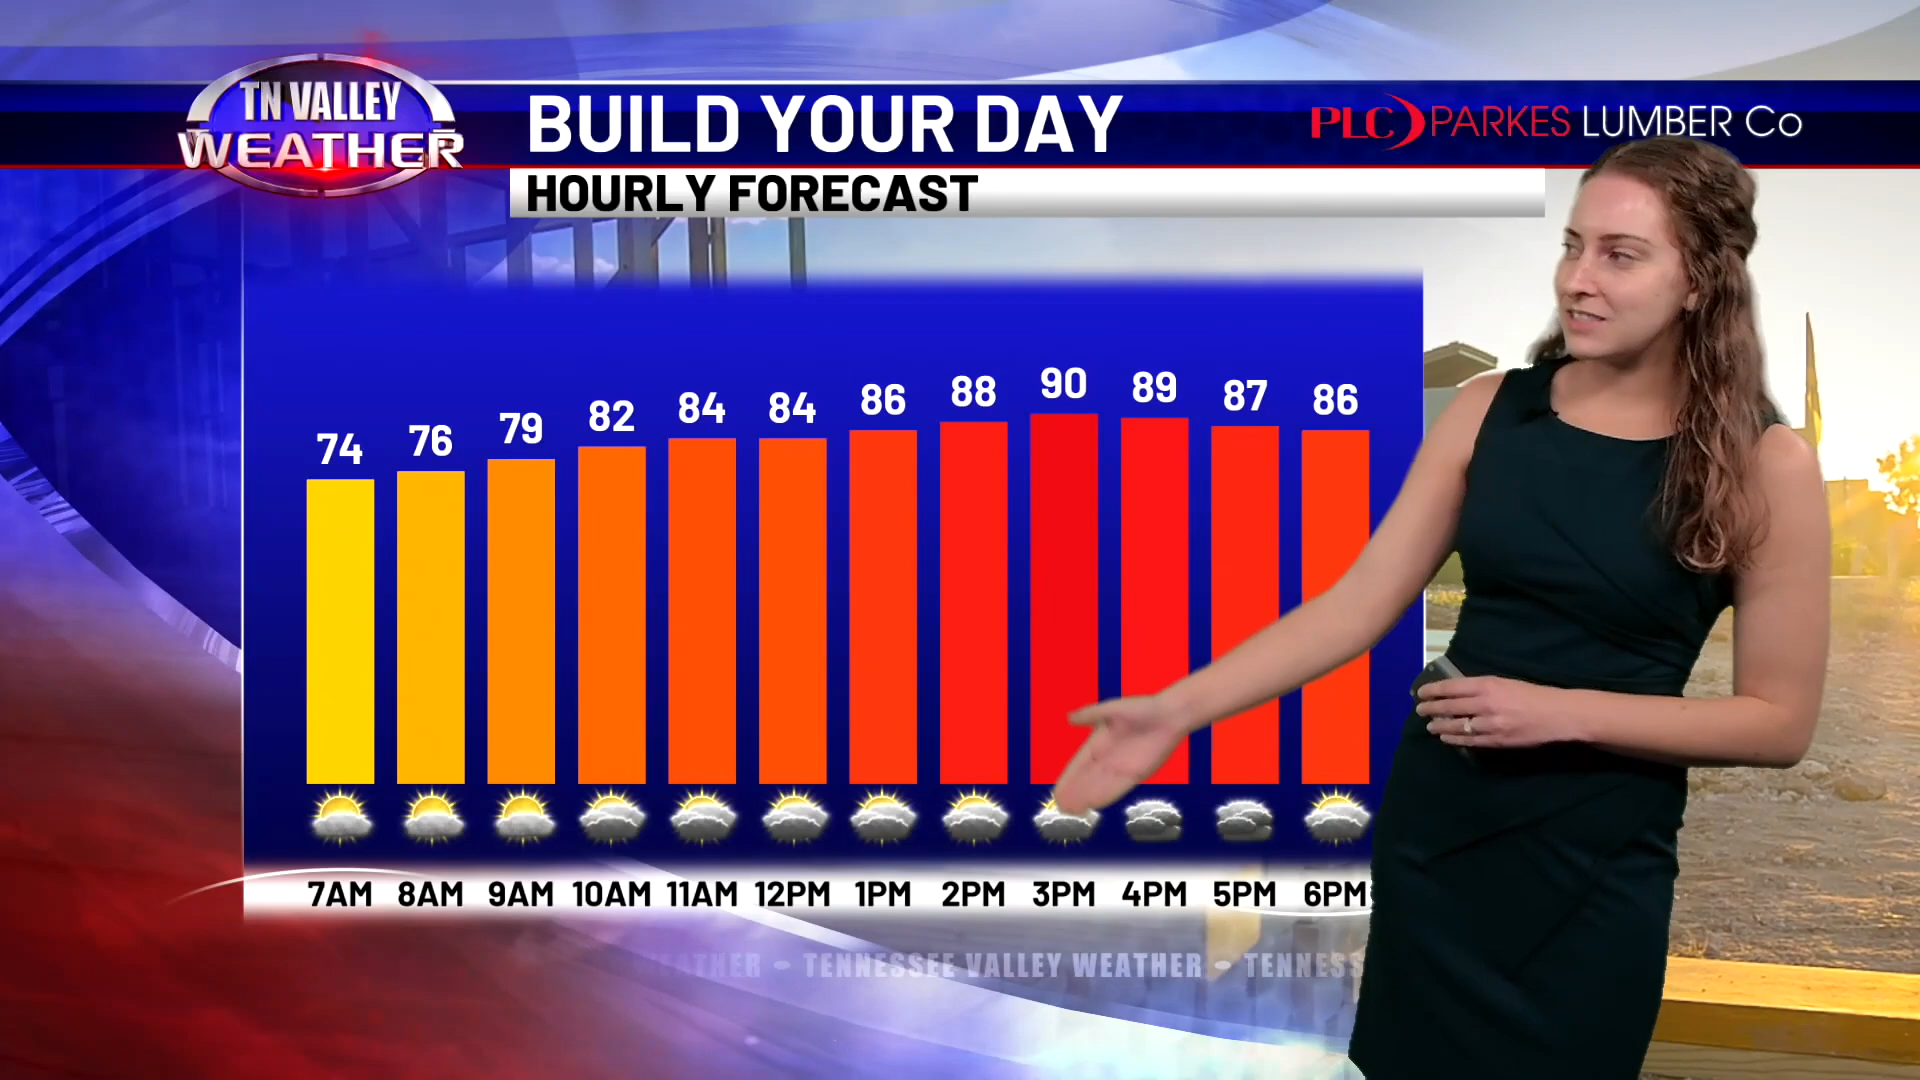 TN VALLEY
WEATHER
BUILD YOUR DAY
PLC PARKES LUMBER Co
HOURLY FORECAST
74 76 79 82 84 84 86 88 90 89 87 86
7AM 8AM 9AM 10AM 11AM 12PM 1PM 2PM 3PM 4PM 5PM 6PM
WEATHER • TENNESSEE VALLEY WEATHER • TENNESS